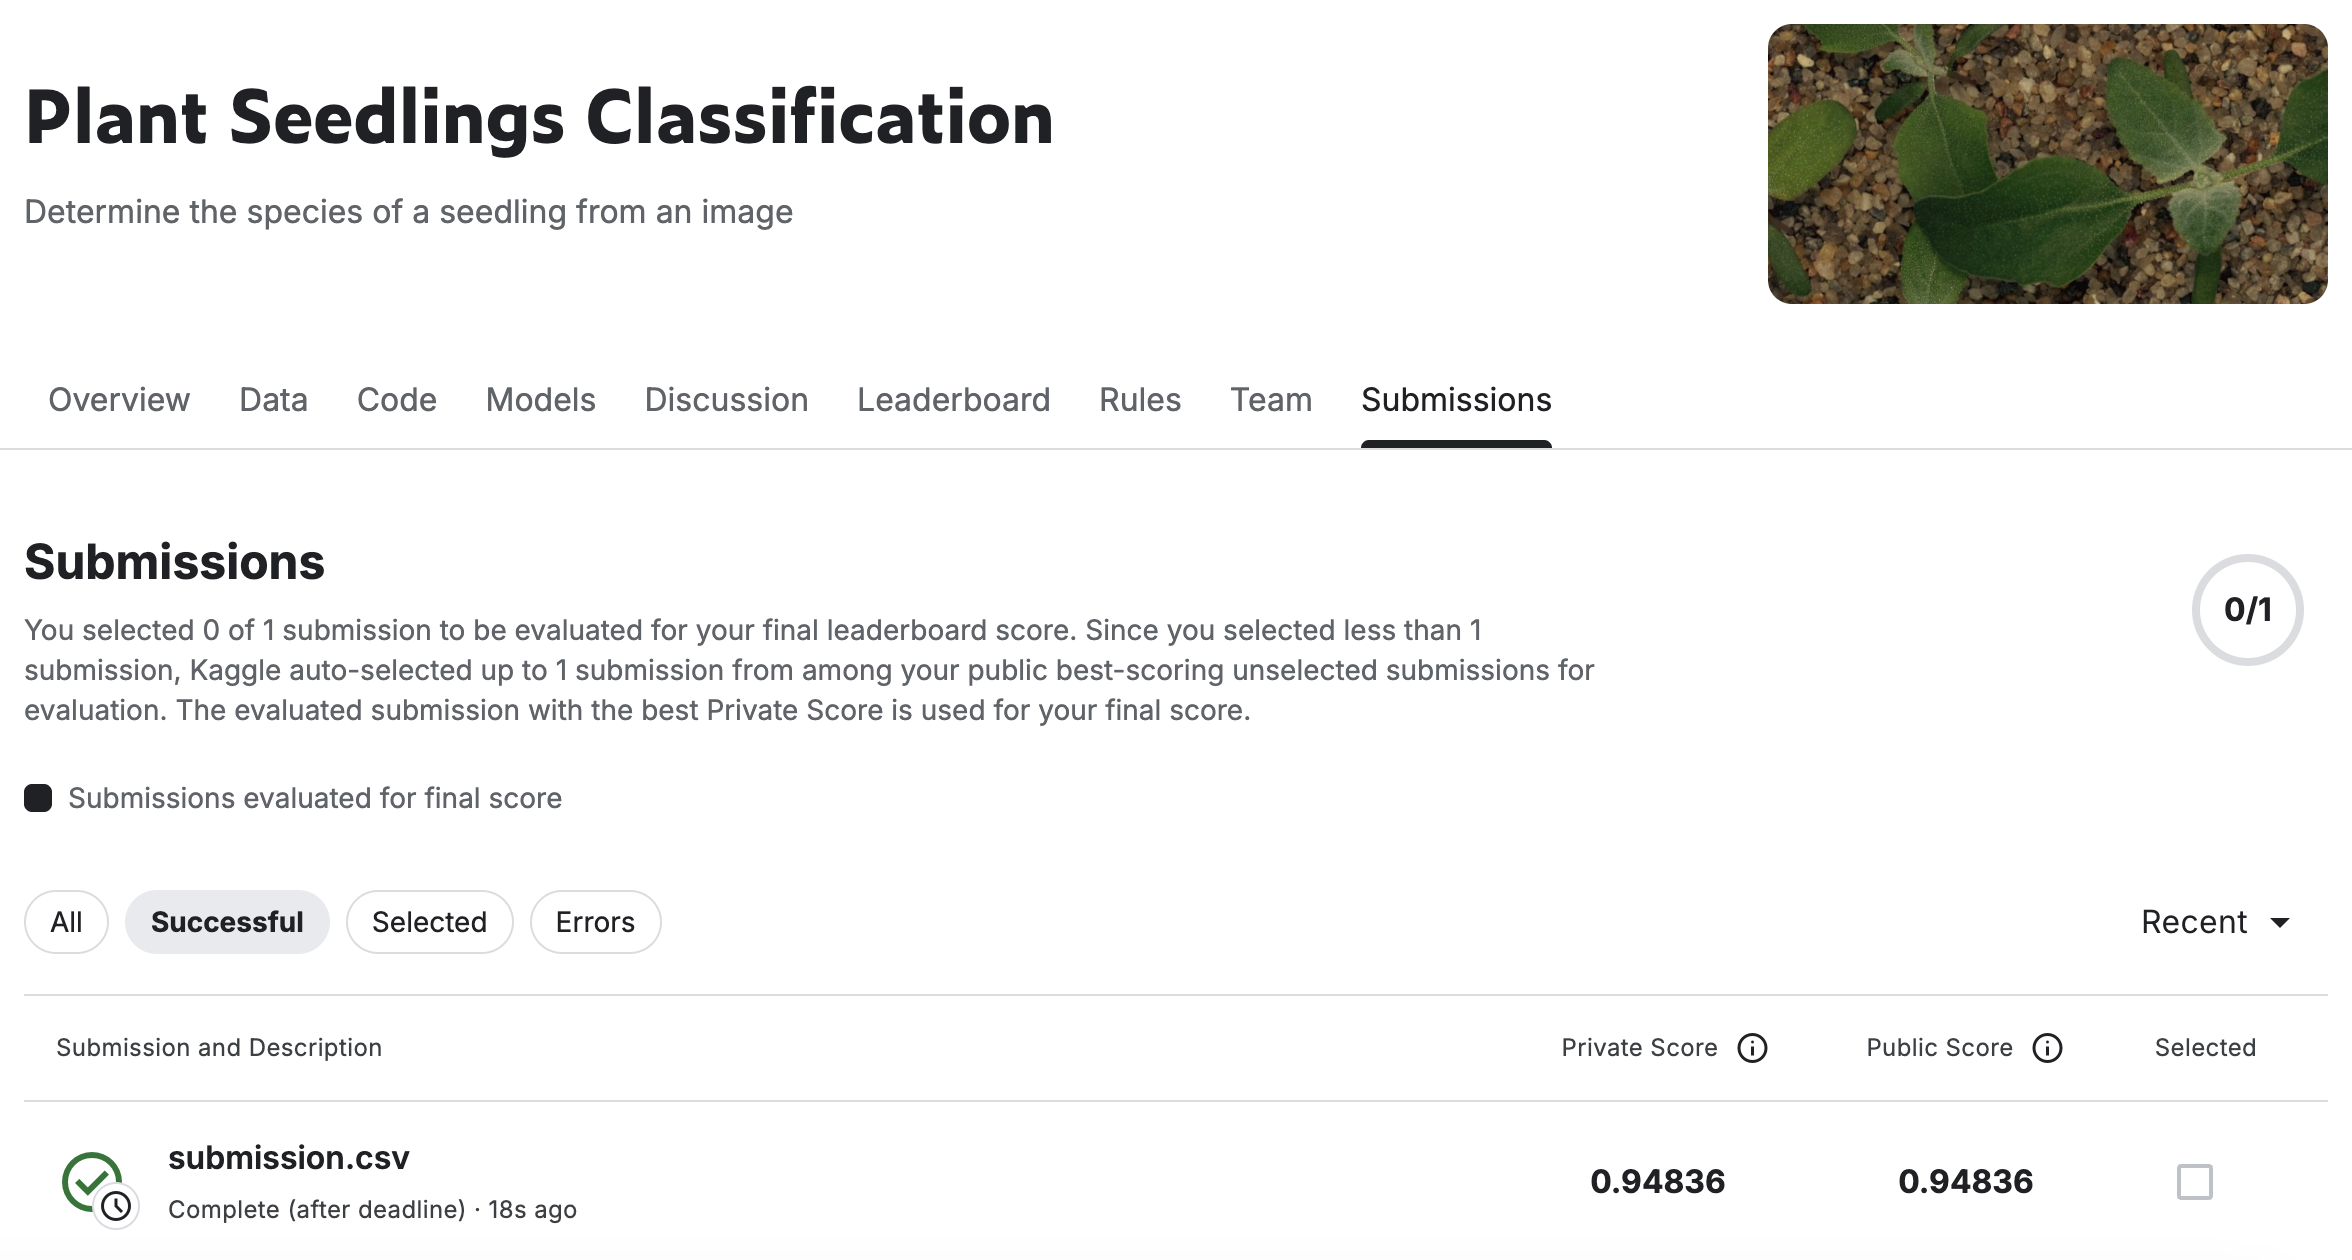 Plant Seedlings Classification
Determine the species of a seedling from an image
Overview Data Code Models Discussion Leaderboard Rules Team Submissions
Submissions
0/1
You selected 0 of 1 submission to be evaluated for your final leaderboard score. Since you selected less than 1
submission, Kaggle auto-selected up to 1 submission from among your public best-scoring unselected submissions for
evaluation. The evaluated submission with the best Private Score is used for your final score.
Submissions evaluated for final score
All Successful Selected Errors Recent
Submission and Description Private Score Public Score Selected
submission.csv
0.94836 0.94836
Complete (after deadline) · 18s ago